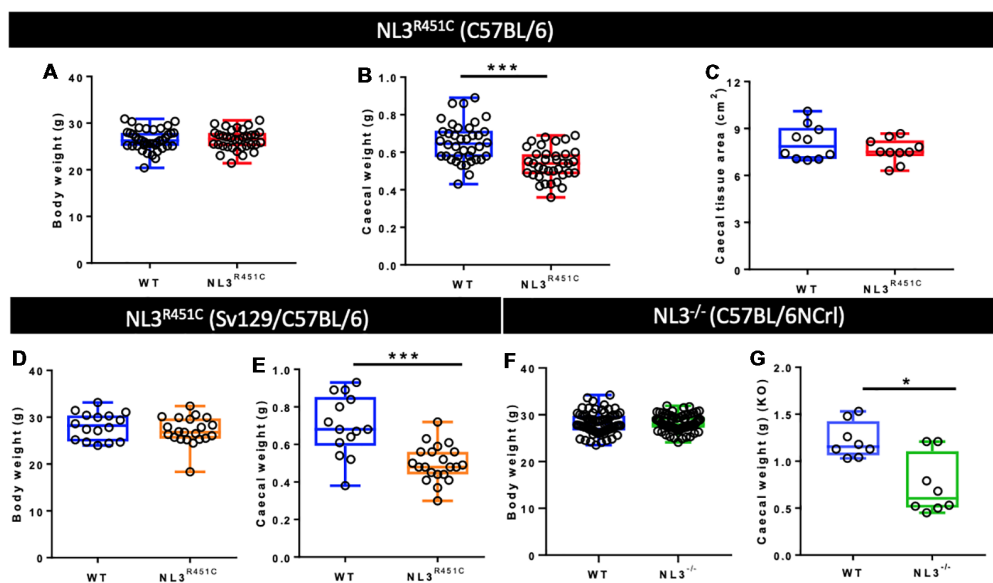 NL3R451C (C57BL/6)
A
Body weight (g)
40
30
20
10
0
WT
NL3R451C
B
Caecal weight (g)
1.0
0.8
0.6
0.4
0.2
0.0
***
WT
NL3R451C
C
Caecal tissue area (cm2)
12
9
6
3
0
WT
NL3R451C
NL3R451C (Sv129/C57BL/6)
NL3-/- (C57BL/6NCrl)
D
Body weight (g)
40
30
20
10
0
WT
NL3R451C
E
Caecal weight (g)
1.0
0.8
0.6
0.4
0.2
0.0
***
WT
NL3R451C
F
Body weight (g)
40
30
20
10
0
WT
NL3-/-
G
Caecal weight (g) (KO)
2.0
1.5
1.0
0.5
0.0
*
WT
NL3-/-